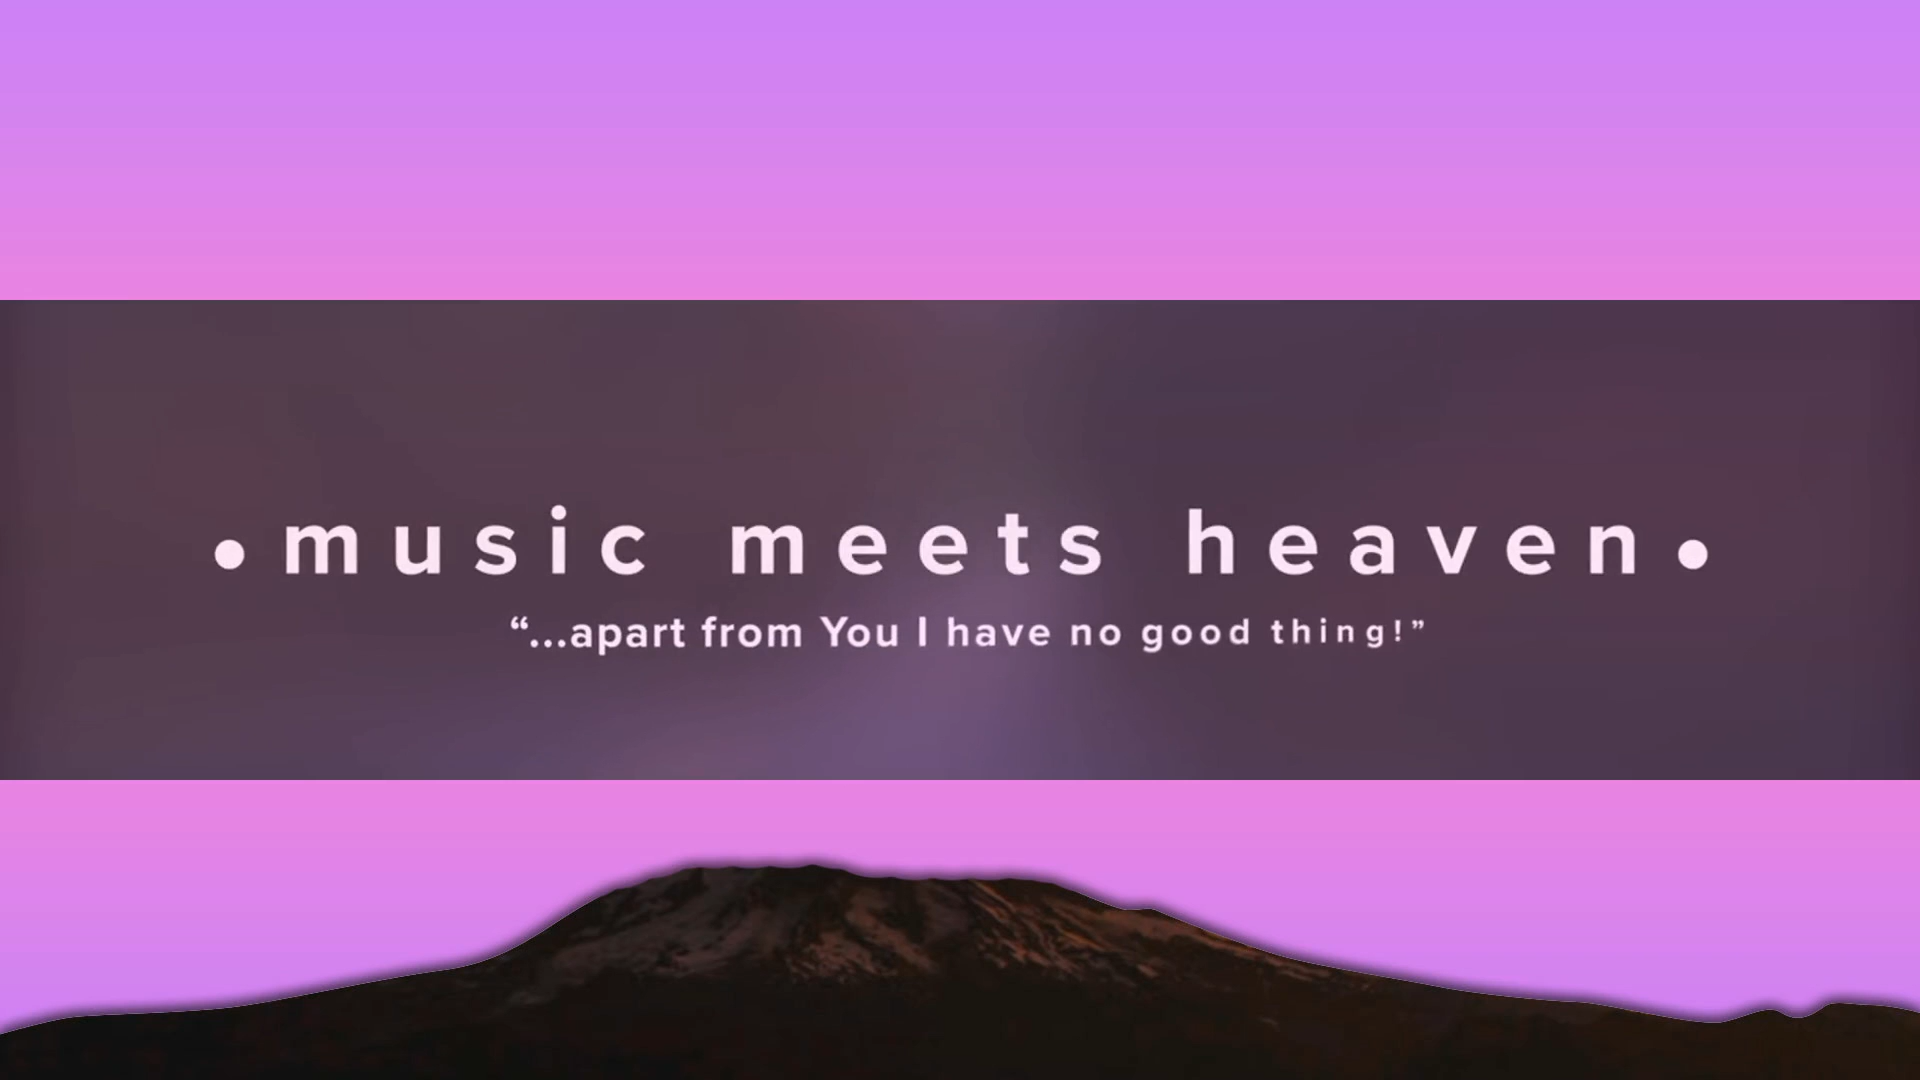 •music meets heaven•
“...apart from You I have no good thing!”